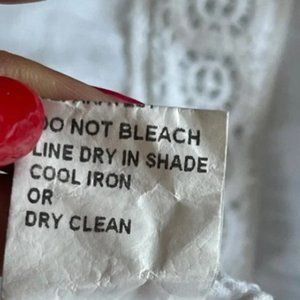 DO NOT BLEACH
LINE DRY IN SHADE
COOL IRON
OR
DRY CLEAN